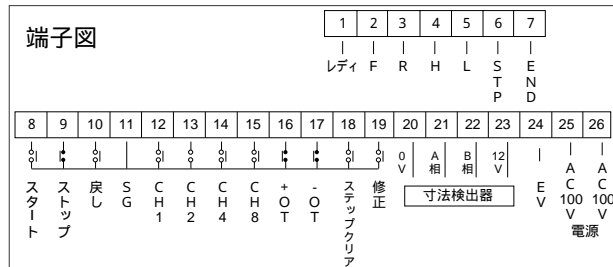 端子図
1 2 3 4 5 6 7
レディ F R H L STP END
8 9 10 11 12 13 14 15 16 17 18 19 20 21 22 23 24 25 26
スタート ストップ 戻し SG CH1 CH2 CH4 CH8 +OT -OT ステップクリア 修正 0V A相 B相 12V EV AC100V AC100V
寸法検出器
電源